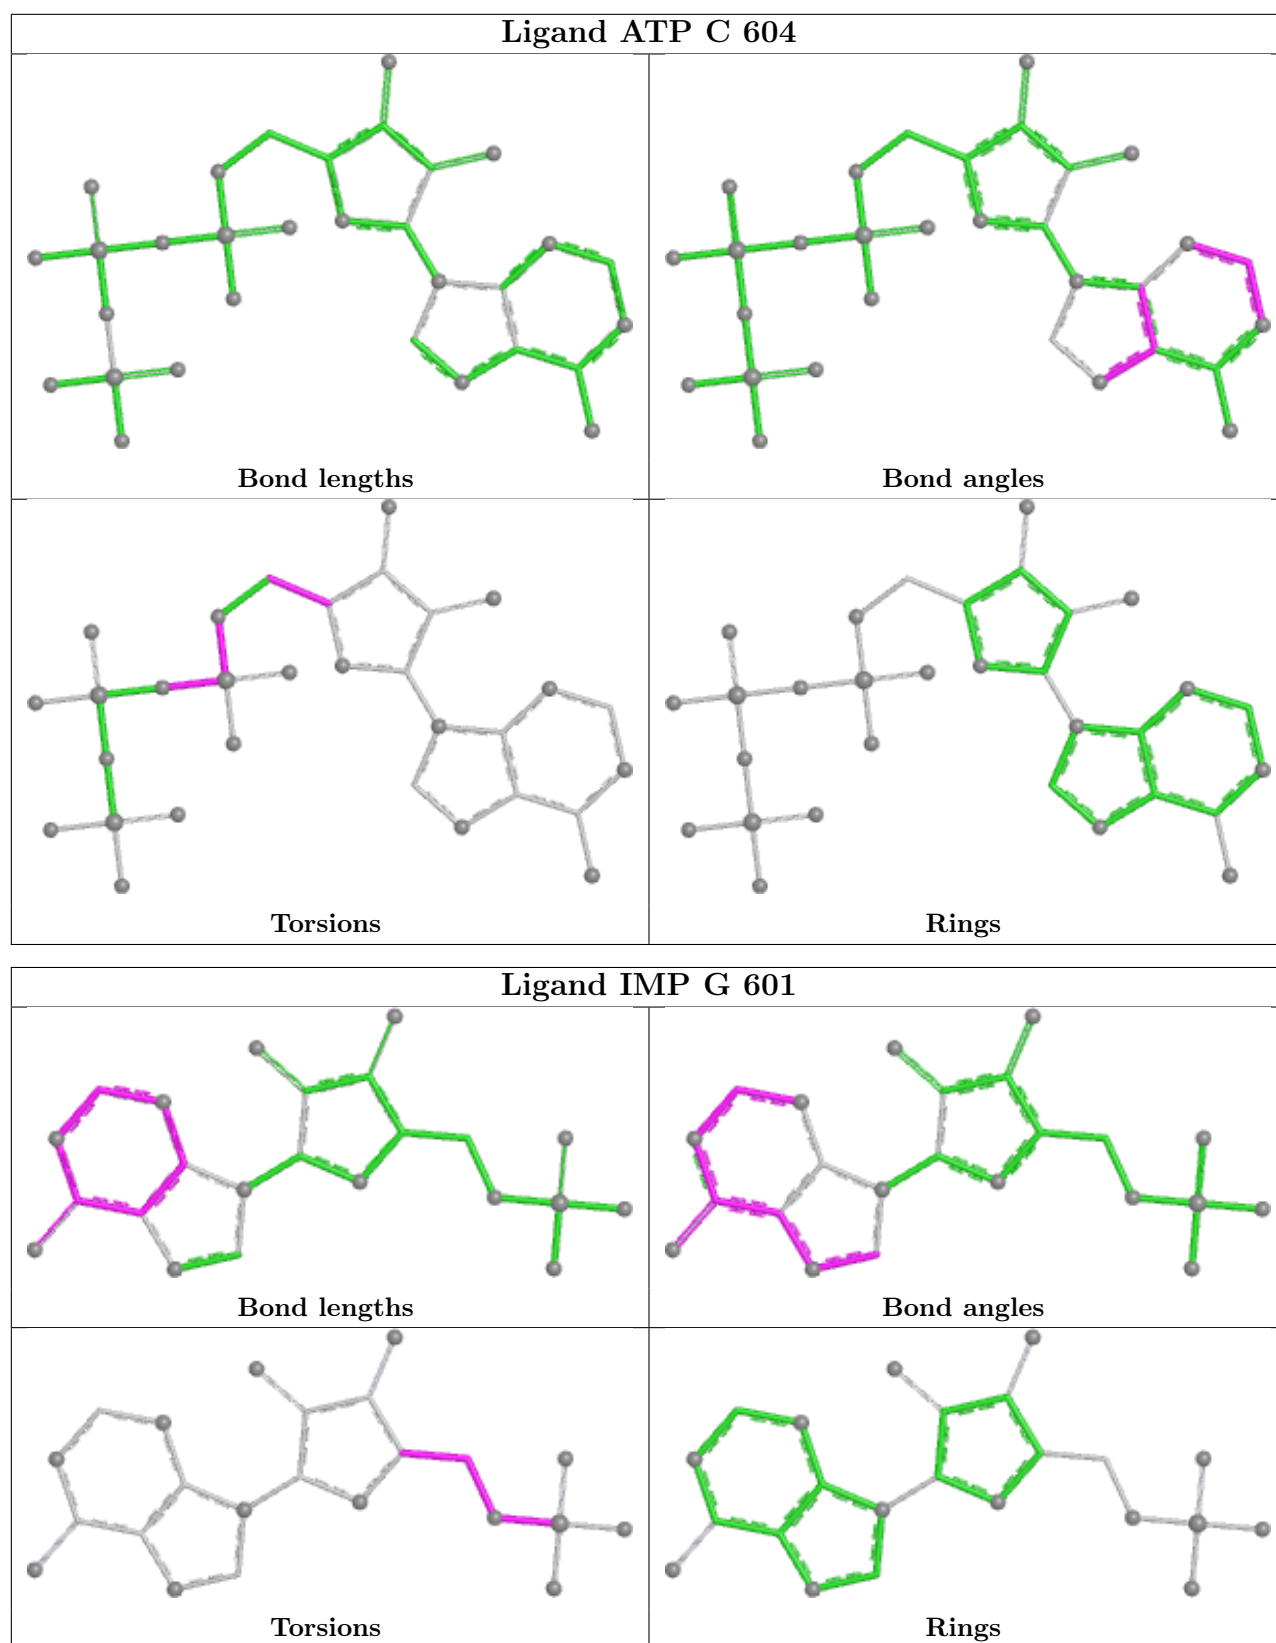 Ligand ATP C 604
Bond lengths
Bond angles
Torsions
Rings
Ligand IMP G 601
Bond lengths
Bond angles
Torsions
Rings